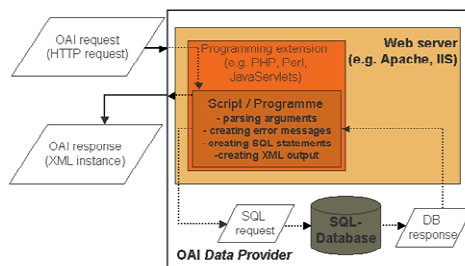 OAI request
(HTTP request)
Programming extension
(e.g. PHP, Perl,
JavaServlets)
Web server
(e.g. Apache, IIS)
Script / Programme
- parsing arguments
- creating error messages
- creating SQL statements
-creating XML output
OAI response
(XML instance)
SQL
request
SQL-
Database
DB
response
OAI Data Provider